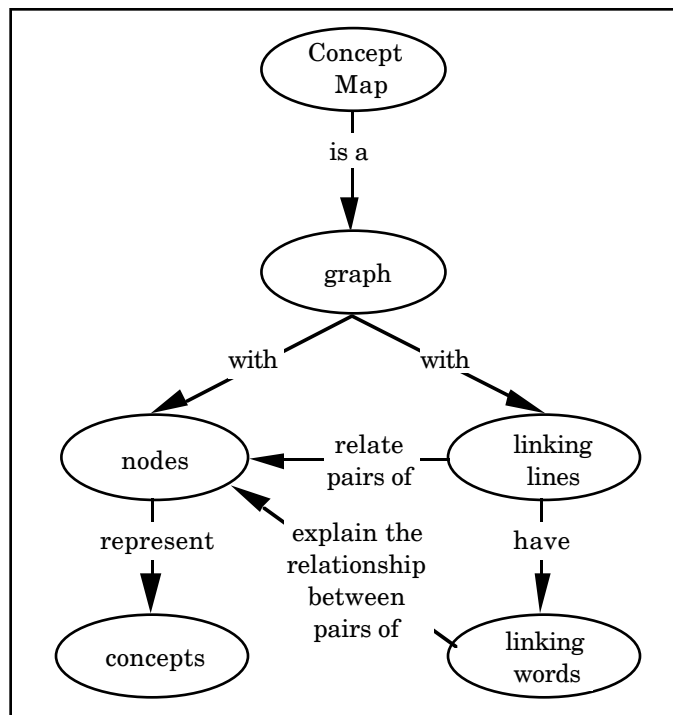 Concept
Map
is a
graph
with
with
nodes
relate
pairs of
linking
lines
represent
explain the
relationship
between
pairs of
have
concepts
linking
words